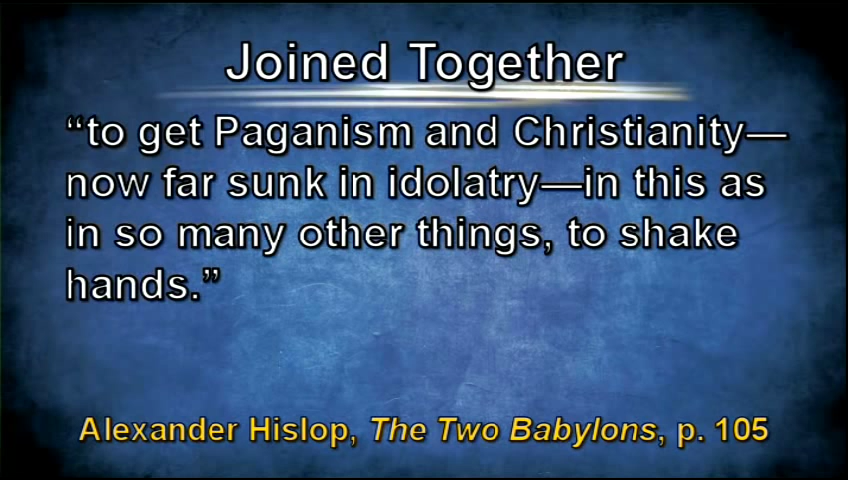 Joined Together
“to get Paganism and Christianity—
now far sunk in idolatry—in this as
in so many other things, to shake
hands.”
Alexander Hislop, The Two Babylons, p. 105